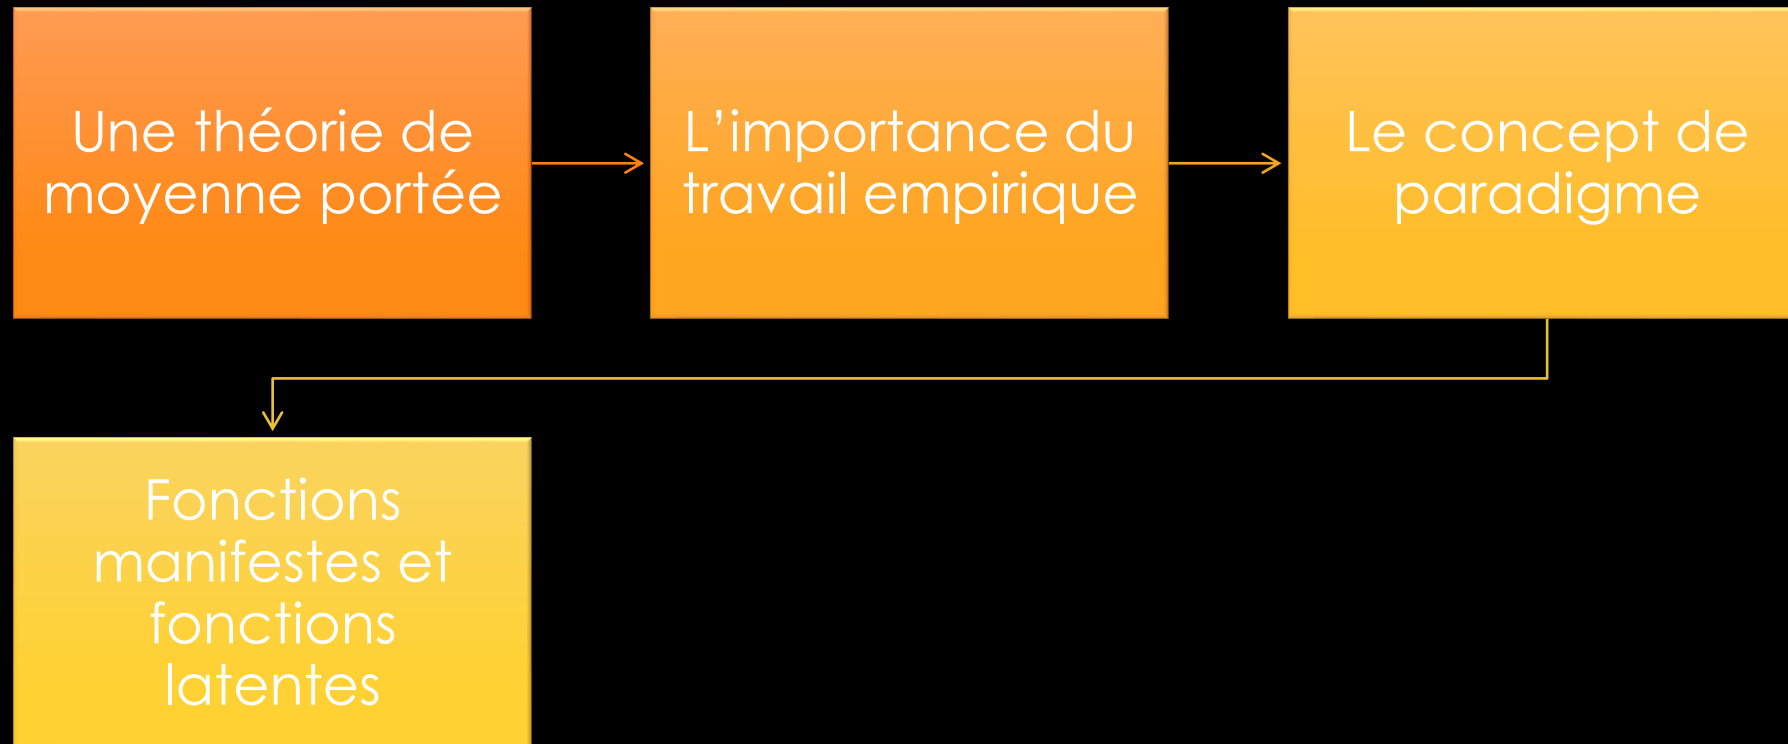 Une théorie de
moyenne portée
L’importance du
travail empirique
Le concept de
paradigme
Fonctions
manifestes et
fonctions
latentes